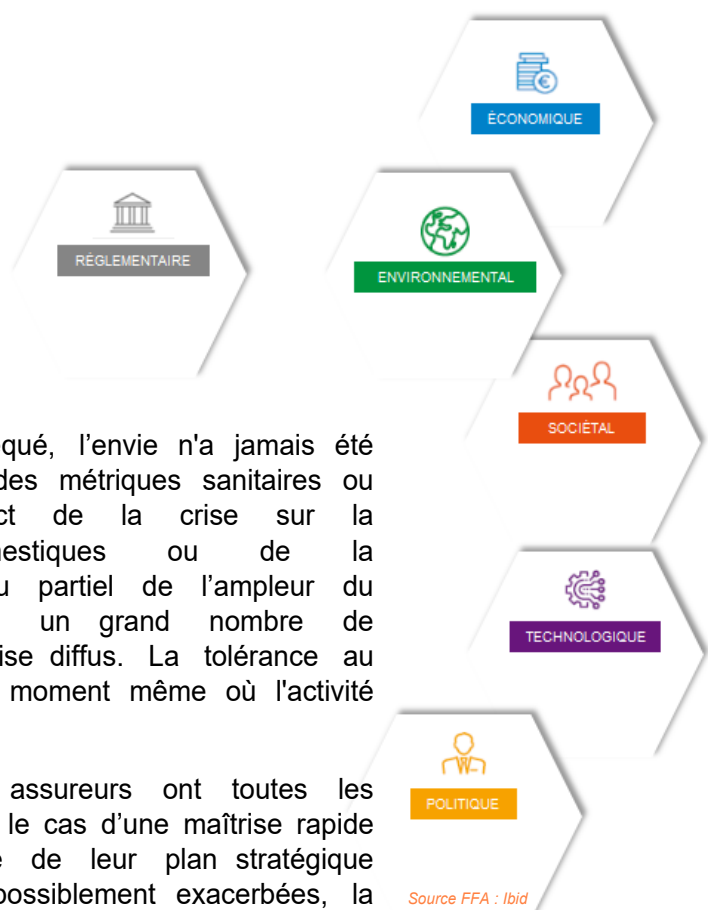 ÉCONOMIQUE
RÉGLEMENTAIRE
ENVIRONNEMENTAL
SOCIÉTAL
qué, l’envie n'a jamais été
des métriques sanitaires ou
ct de la crise sur la
nestiques ou de la
u partiel de l’ampleur du
un grand nombre de
ise diffus. La tolérance au
moment même où l'activité
TECHNOLOGIQUE
assureurs ont toutes les
le cas d’une maîtrise rapide
e de leur plan stratégique
possiblement exacerbées, la
POLITIQUE
Source FFA : Ibid